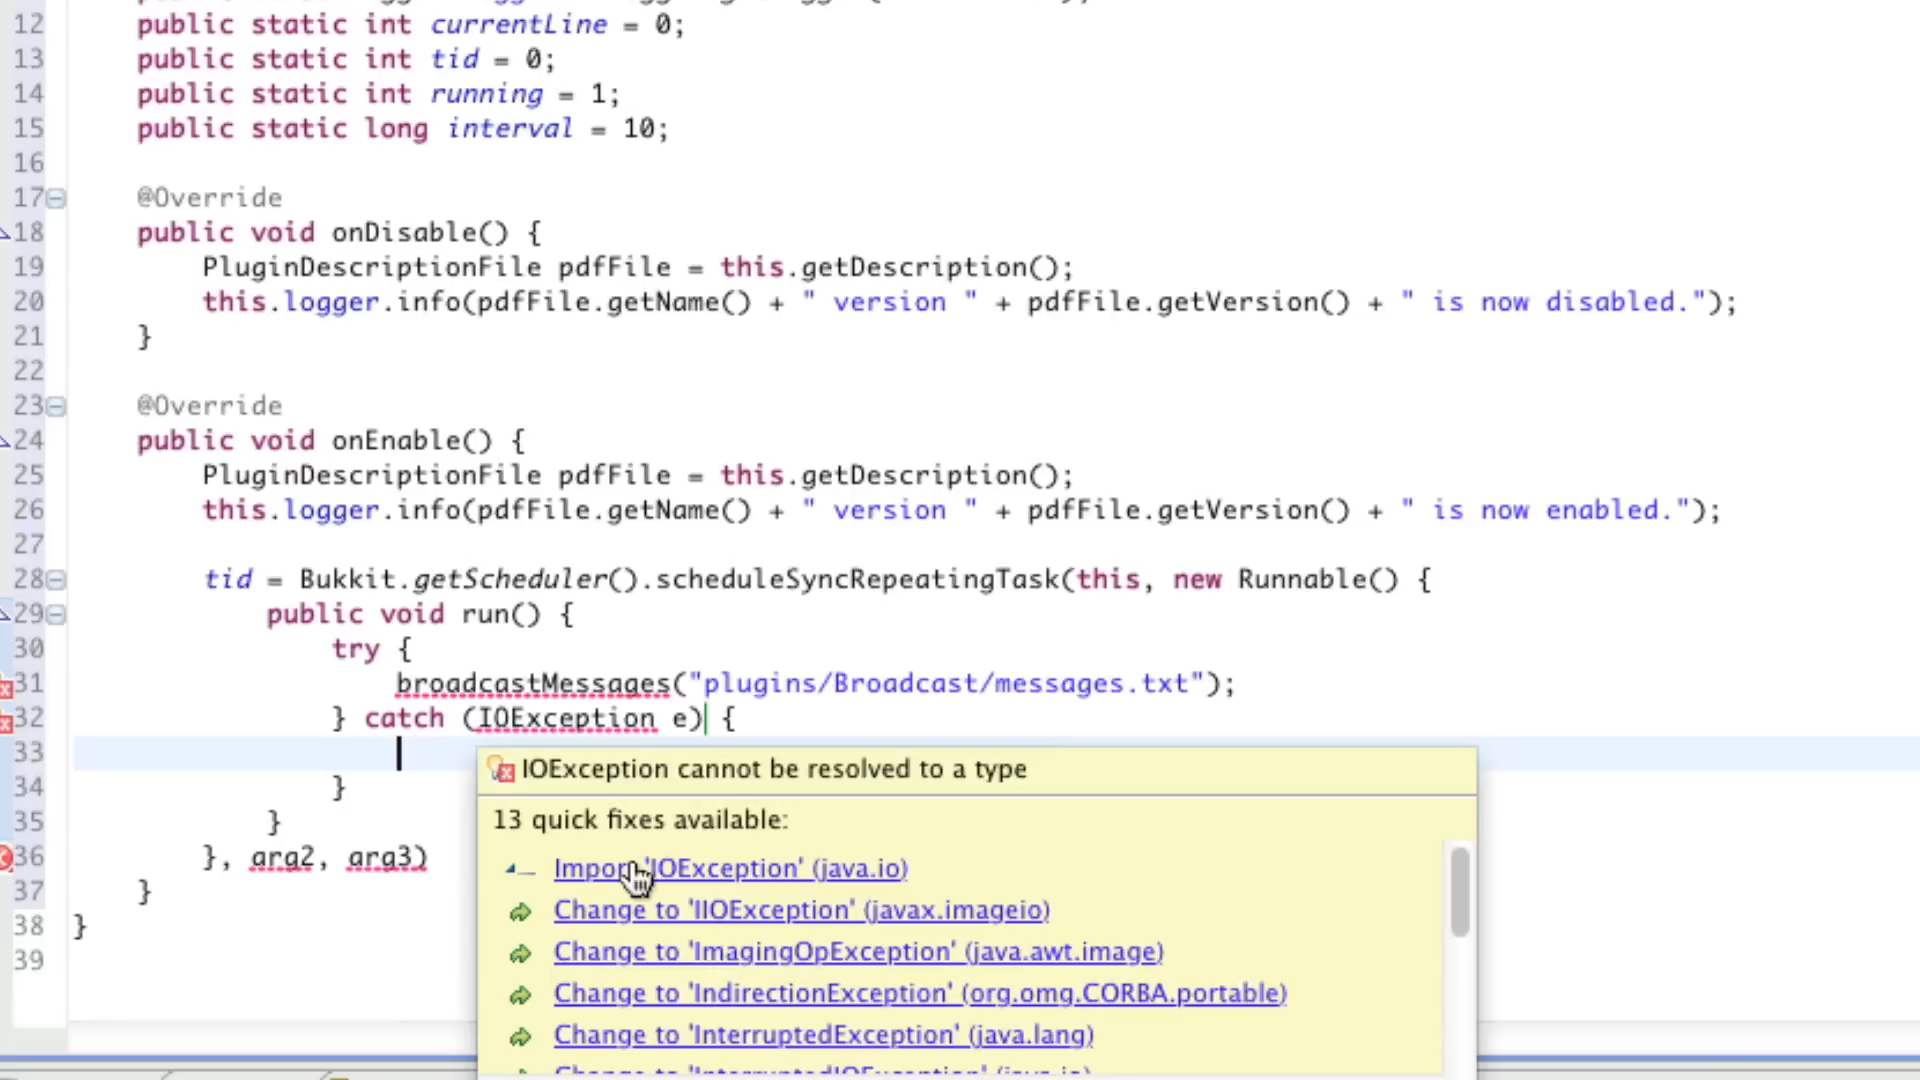 12 public static int currentLine = 0;
13 public static int tid = 0;
14 public static int running = 1;
15 public static long interval = 10;
16
17 @Override
18 public void onDisable() {
19 PluginDescriptionFile pdfFile = this.getDescription();
20 this.logger.info(pdfFile.getName() + " version " + pdfFile.getVersion() + " is now disabled.");
21 }
22
23 @Override
24 public void onEnable() {
25 PluginDescriptionFile pdfFile = this.getDescription();
26 this.logger.info(pdfFile.getName() + " version " + pdfFile.getVersion() + " is now enabled.");
27
28 tid = Bukkit.getScheduler().scheduleSyncRepeatingTask(this, new Runnable() {
29 public void run() {
30 try {
31 broadcastMessages("plugins/Broadcast/messages.txt");
32 } catch (IOException e) {
33
34 }
35 }
36 }, arg2, arg3)
37 }
38 }
39
IOException cannot be resolved to a type
13 quick fixes available:
Import 'IOException' (java.io)
Change to 'IIOException' (javax.imageio)
Change to 'ImagingOpException' (java.awt.image)
Change to 'IndirectionException' (org.omg.CORBA.portable)
Change to 'InterruptedException' (java.lang)
Change to 'InterruptedIOException' (java.io)